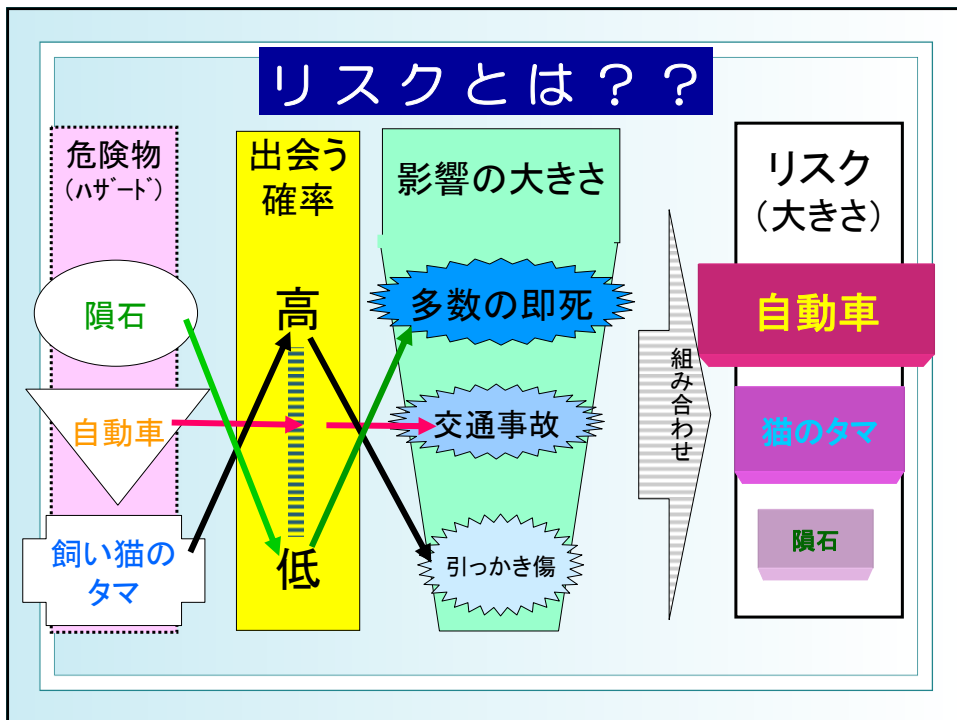 リスクとは？？
危険物
（ﾊｻﾞｰﾄﾞ）
隕石
自動車
飼い猫の
タマ
出会う
確率
高
低
影響の大きさ
多数の即死
交通事故
引っかき傷
組み合わせ
リスク
（大きさ）
自動車
猫のタマ
隕石